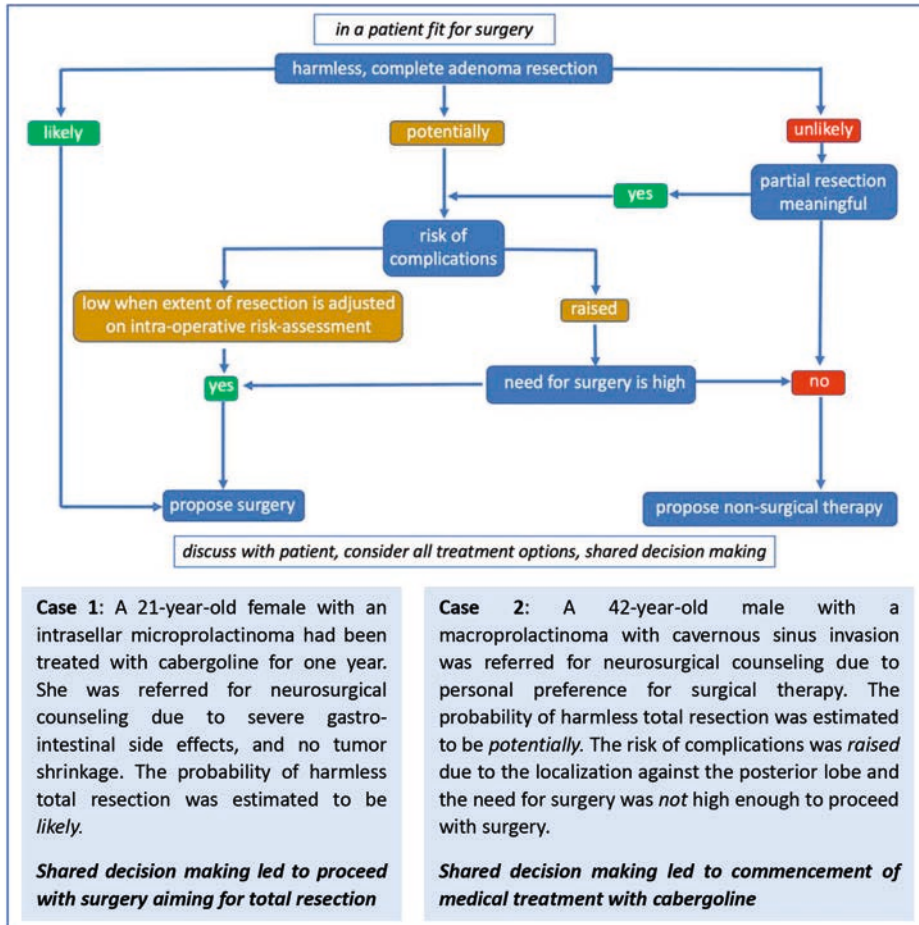 in a patient fit for surgery
harmless, complete adenoma resection
likely
potentially
unlikely
yes
partial resection
meaningful
risk of
complications
low when extent of resection is adjusted
on intra-operative risk-assessment
raised
yes
need for surgery is high
no
propose surgery
propose non-surgical therapy
discuss with patient, consider all treatment options, shared decision making
Case 1: A 21-year-old female with an
intrasellar microprolactinoma had been
treated with cabergoline for one year.
She was referred for neurosurgical
counseling due to severe gastro-
intestinal side effects, and no tumor
shrinkage. The probability of harmless
total resection was estimated to be
likely.
Shared decision making led to proceed
with surgery aiming for total resection
Case 2: A 42-year-old male with a
macroprolactinoma with cavernous sinus invasion
was referred for neurosurgical counseling due to
personal preference for surgical therapy. The
probability of harmless total resection was estimated
to be potentially. The risk of complications was raised
due to the localization against the posterior lobe and
the need for surgery was not high enough to proceed
with surgery.
Shared decision making led to commencement of
medical treatment with cabergoline